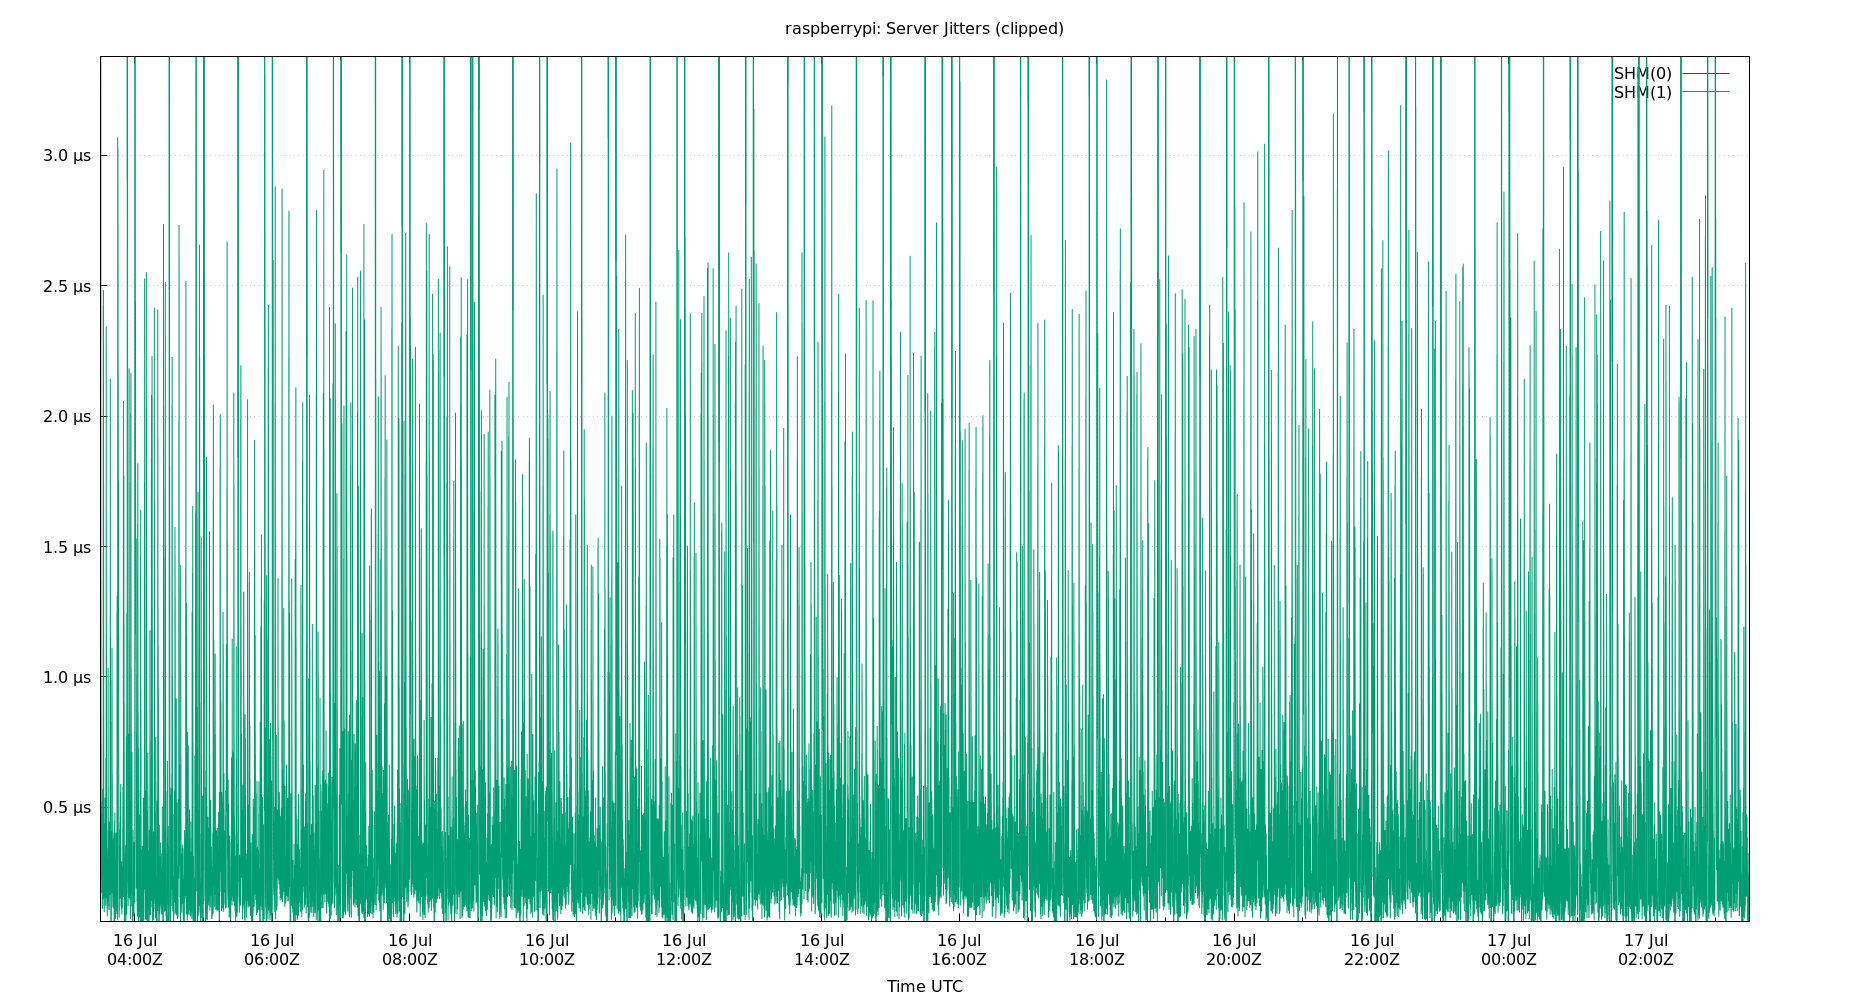 raspberrypi: Server Jitters (clipped)
SHM(0)
SHM(1)
3.0 µs
2.5 µs
2.0 µs
1.5 µs
1.0 µs
0.5 µs
16 Jul 16 Jul 16 Jul 16 Jul 16 Jul 16 Jul 16 Jul 16 Jul 16 Jul 16 Jul 17 Jul 17 Jul
04:00Z 06:00Z 08:00Z 10:00Z 12:00Z 14:00Z 16:00Z 18:00Z 20:00Z 22:00Z 00:00Z 02:00Z
Time UTC